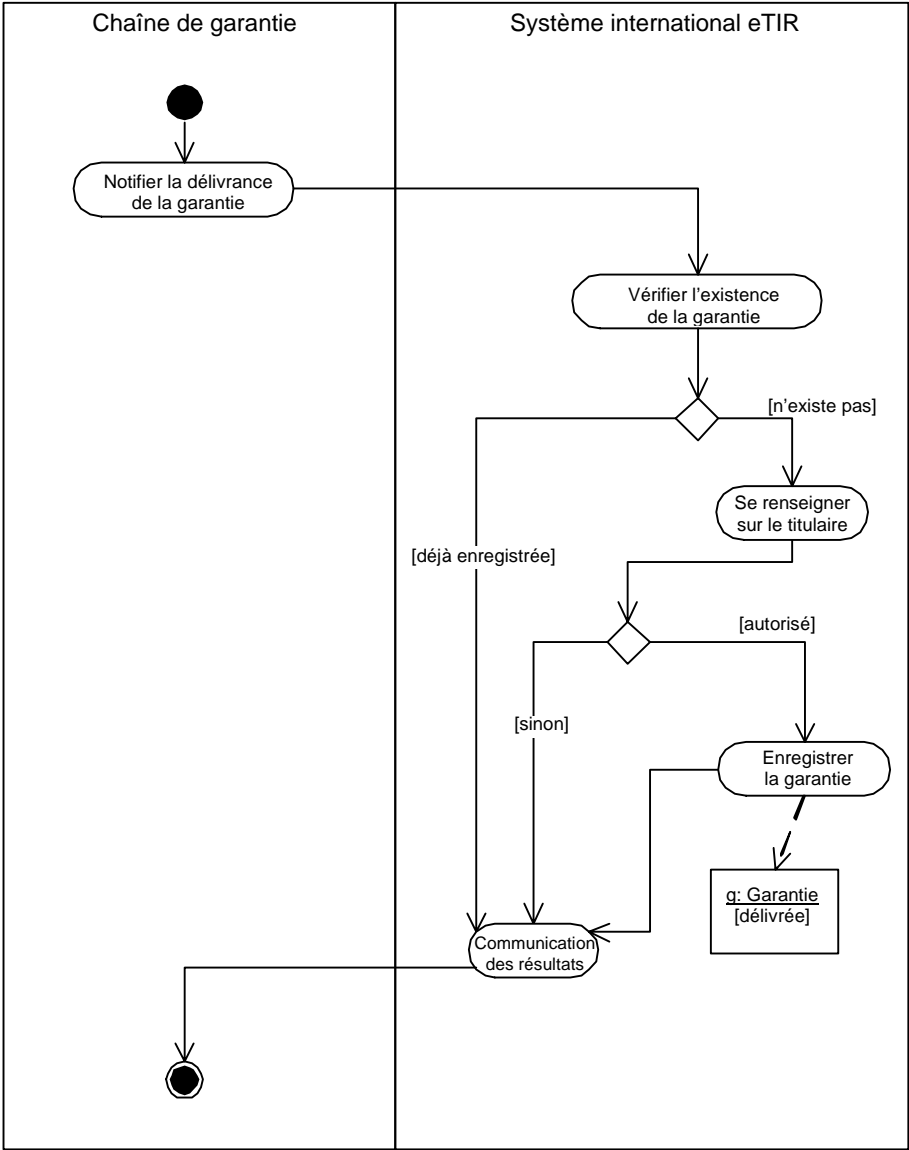 Chaîne de garantie
Système international eTIR
Notifier la délivrance
de la garantie
Vérifier l'existence
de la garantie
[n'existe pas]
Se renseigner
sur le titulaire
[déjà enregistrée]
[autorisé]
[sinon]
Enregistrer
la garantie
g: Garantie
[délivrée]
Communication
des résultats